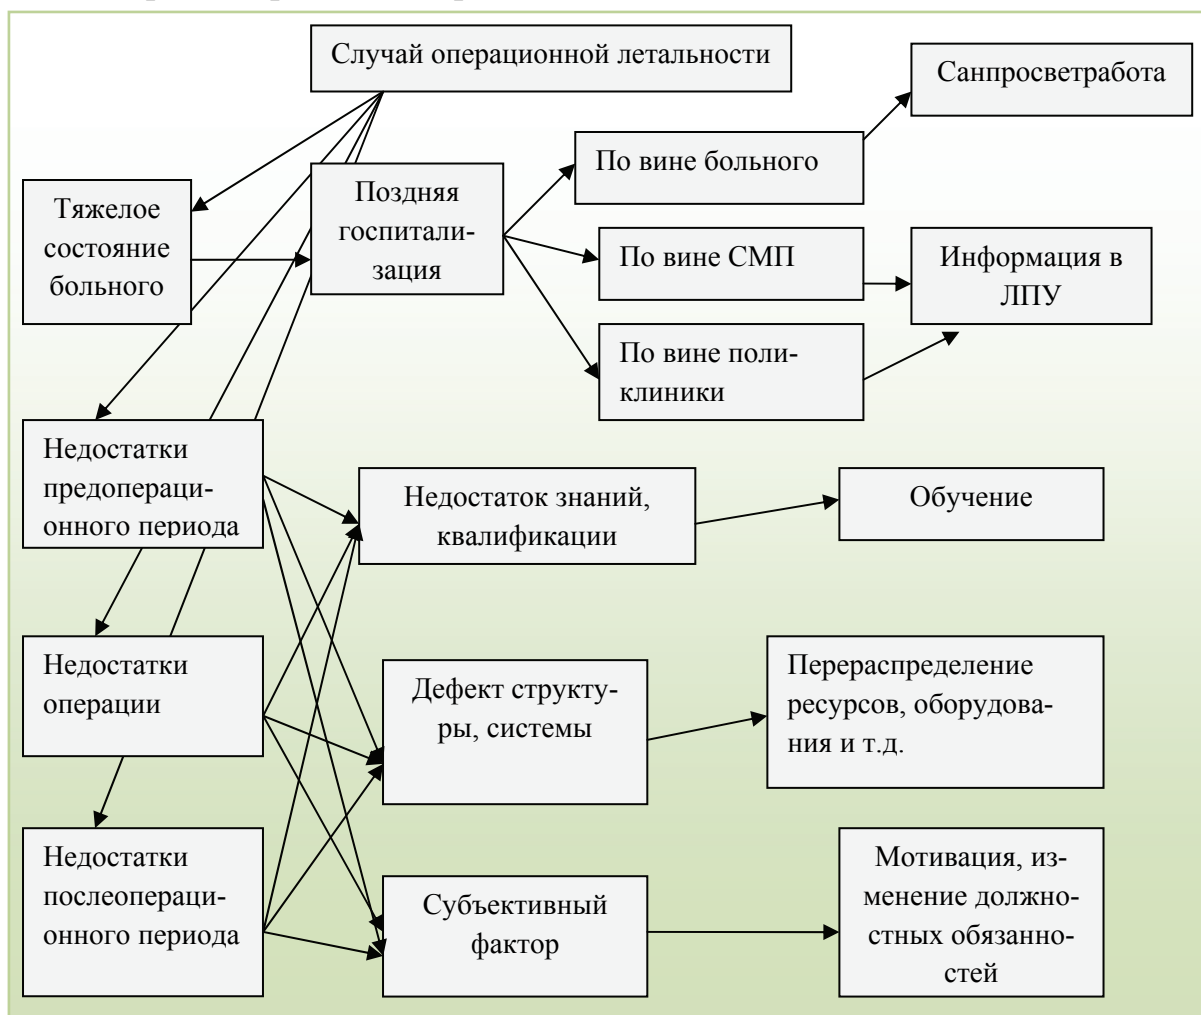 Случай операционной летальности
Санпросветработа
По вине больного
Поздняя
госпитали-
зация
Тяжелое
состояние
больного
По вине СМП
Информация в
ЛПУ
По вине поли-
клиники
Недостатки
предопераци-
онного периода
Недостаток знаний,
квалификации
Обучение
Недостатки
операции
Дефект структу-
ры, системы
Перераспределение
ресурсов, оборудова-
ния и т.д.
Недостатки
послеопераци-
онного периода
Субъективный
фактор
Мотивация, из-
менение должно-
стных обязанно-
стей